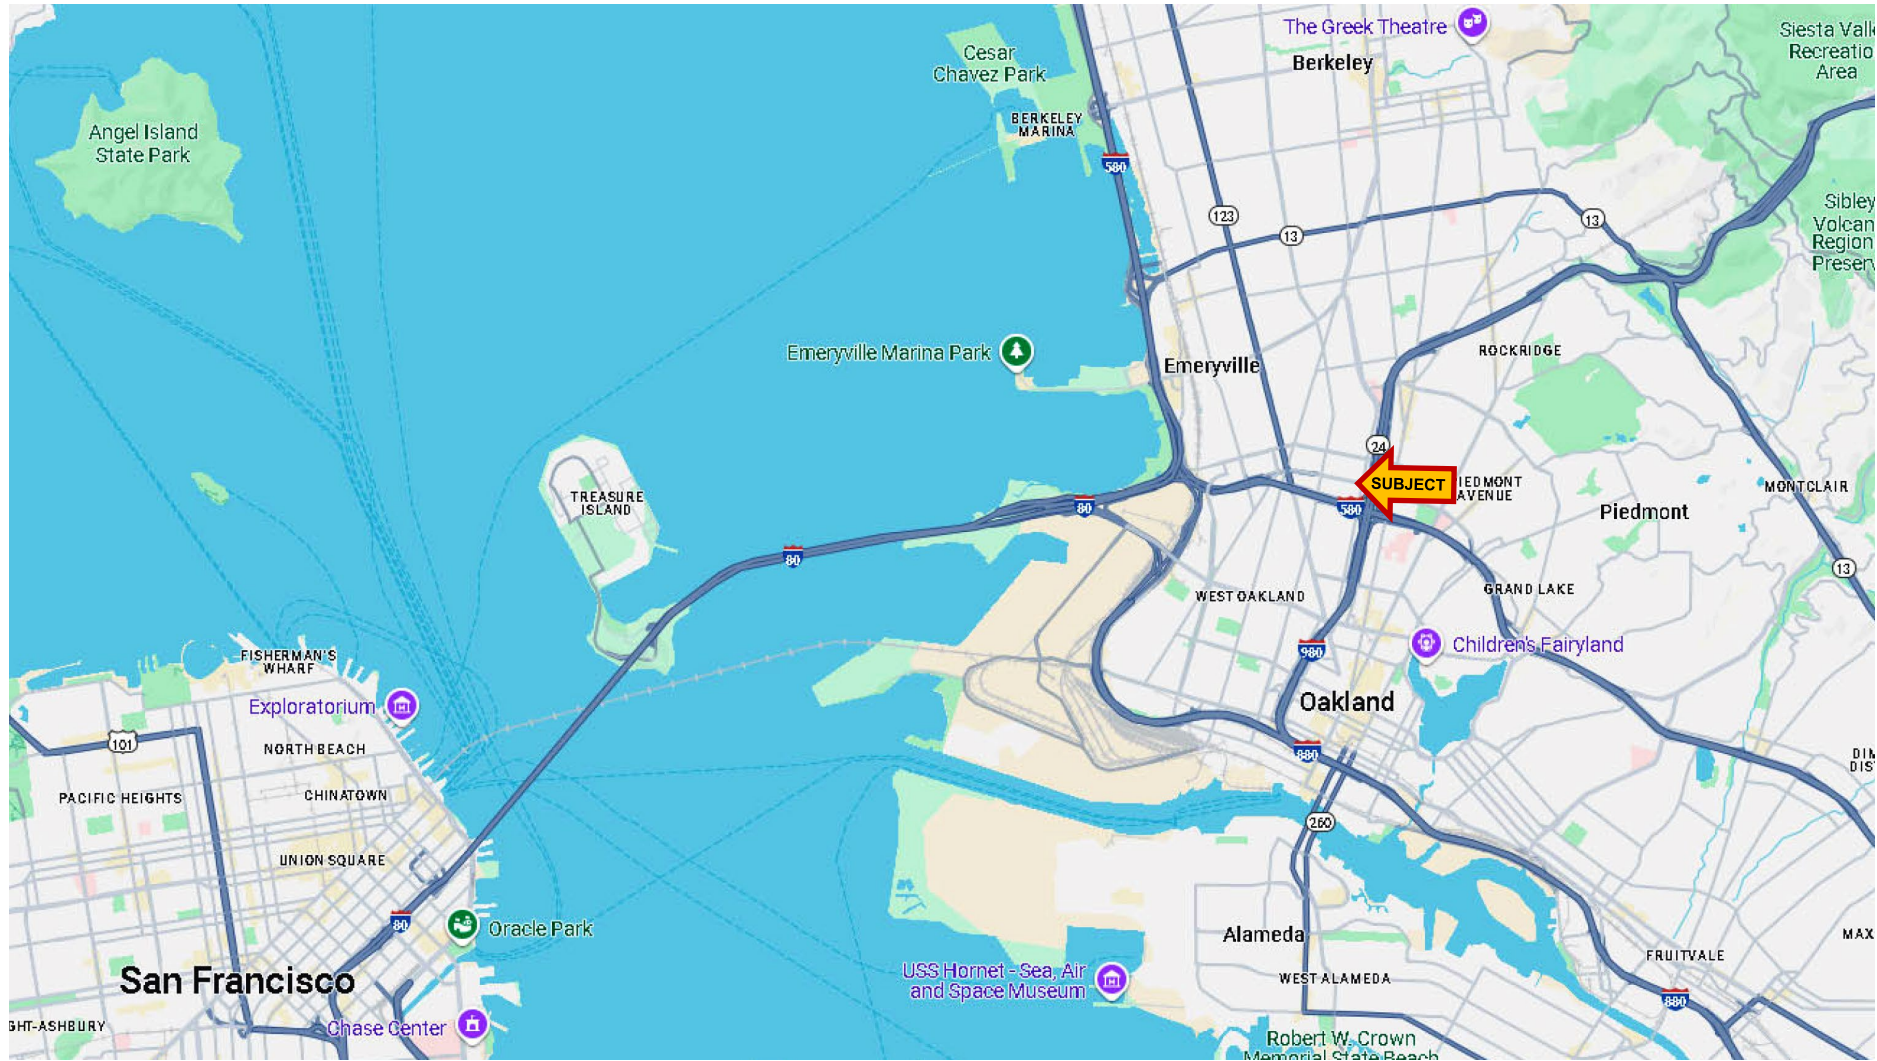 The Greek Theatre
Berkeley
Siesta Vall
Recreatio
Area
Cesar
Chavez Park
BERKELEY
MARINA
Angel Island
State Park
580
123
13
13
Sibley
Volcan
Region
Preserv
Emeryville Marina Park
Emeryville
ROCKRIDGE
24
SUBJECT
IEDMONT
AVENUE
MONTCLAIR
Piedmont
TREASURE
ISLAND
80
580
80
13
WEST OAKLAND
GRAND LAKE
980
Children's Fairyland
FISHERMAN'S
WHARF
Exploratorium
Oakland
101
NORTH BEACH
880
DIM
DIS
PACIFIC HEIGHTS
CHINATOWN
260
UNION SQUARE
80
Oracle Park
Alameda
MAX
FRUITVALE
San Francisco
USS Hornet - Sea, Air
and Space Museum
WEST ALAMEDA
880
GHT-ASHBURY
Chase Center
Robert W. Crown
Memorial State Beach